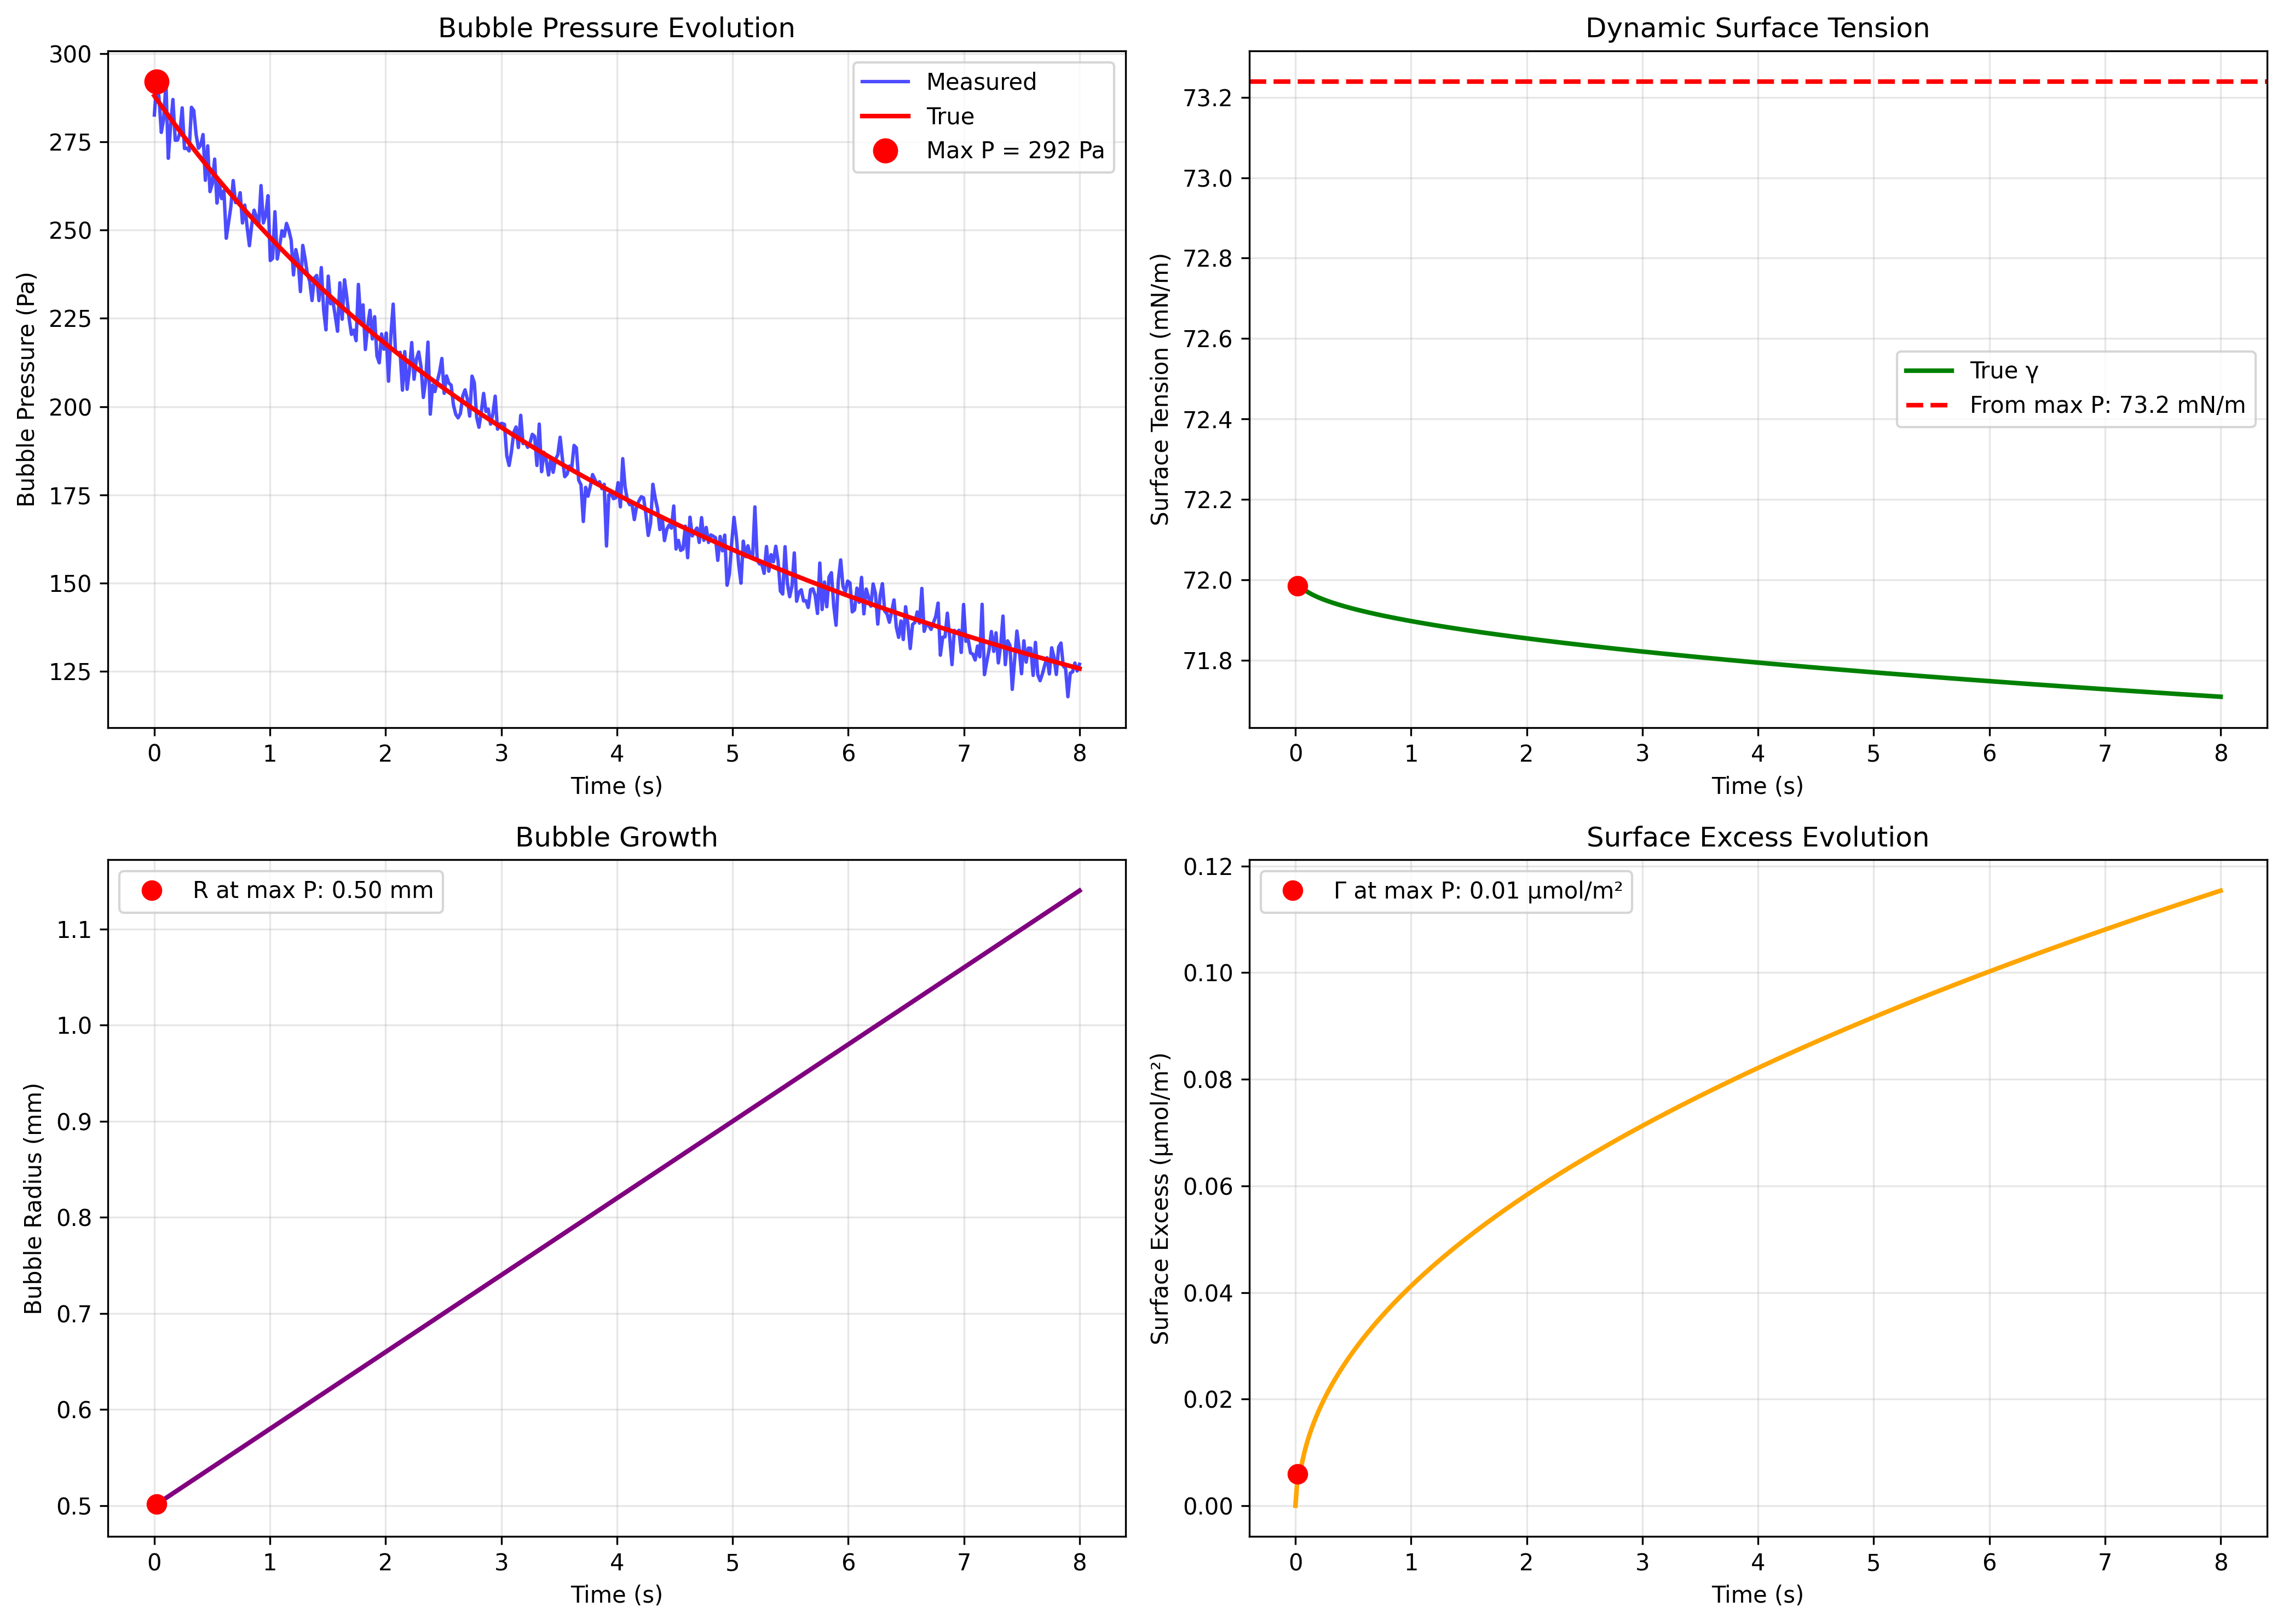 Bubble Pressure Evolution
300
275
250
225
200
175
150
125
Bubble Pressure (Pa)
Measured
True
Max P = 292 Pa
0 1 2 3 4 5 6 7 8
Time (s)
Dynamic Surface Tension
73.2
73.0
72.8
72.6
72.4
72.2
72.0
71.8
Surface Tension (mN/m)
True γ
From max P: 73.2 mN/m
0 1 2 3 4 5 6 7 8
Time (s)
Bubble Growth
R at max P: 0.50 mm
1.1
1.0
0.9
0.8
0.7
0.6
0.5
Bubble Radius (mm)
0 1 2 3 4 5 6 7 8
Time (s)
Surface Excess Evolution
Γ at max P: 0.01 μmol/m²
0.12
0.10
0.08
0.06
0.04
0.02
0.00
Surface Excess (μmol/m²)
0 1 2 3 4 5 6 7 8
Time (s)